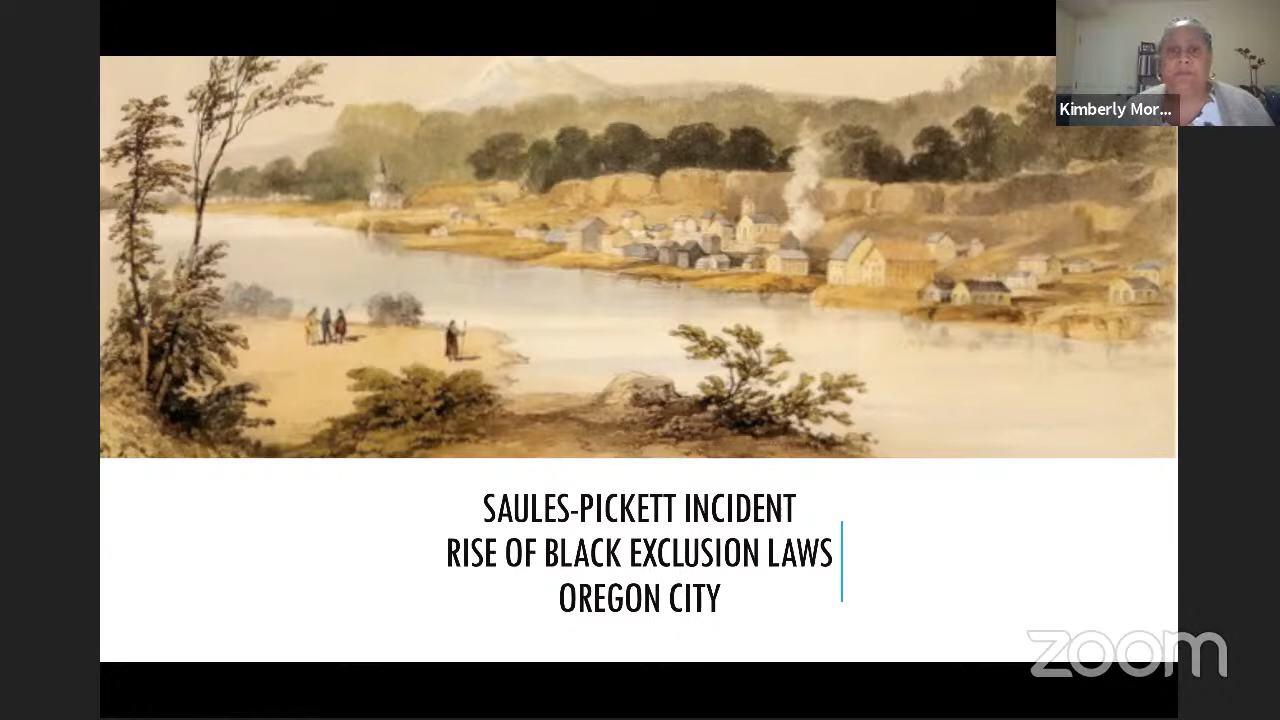 Kimberly Mor...
SAULES-PICKETT INCIDENT
RISE OF BLACK EXCLUSION LAWS
OREGON CITY
zoom